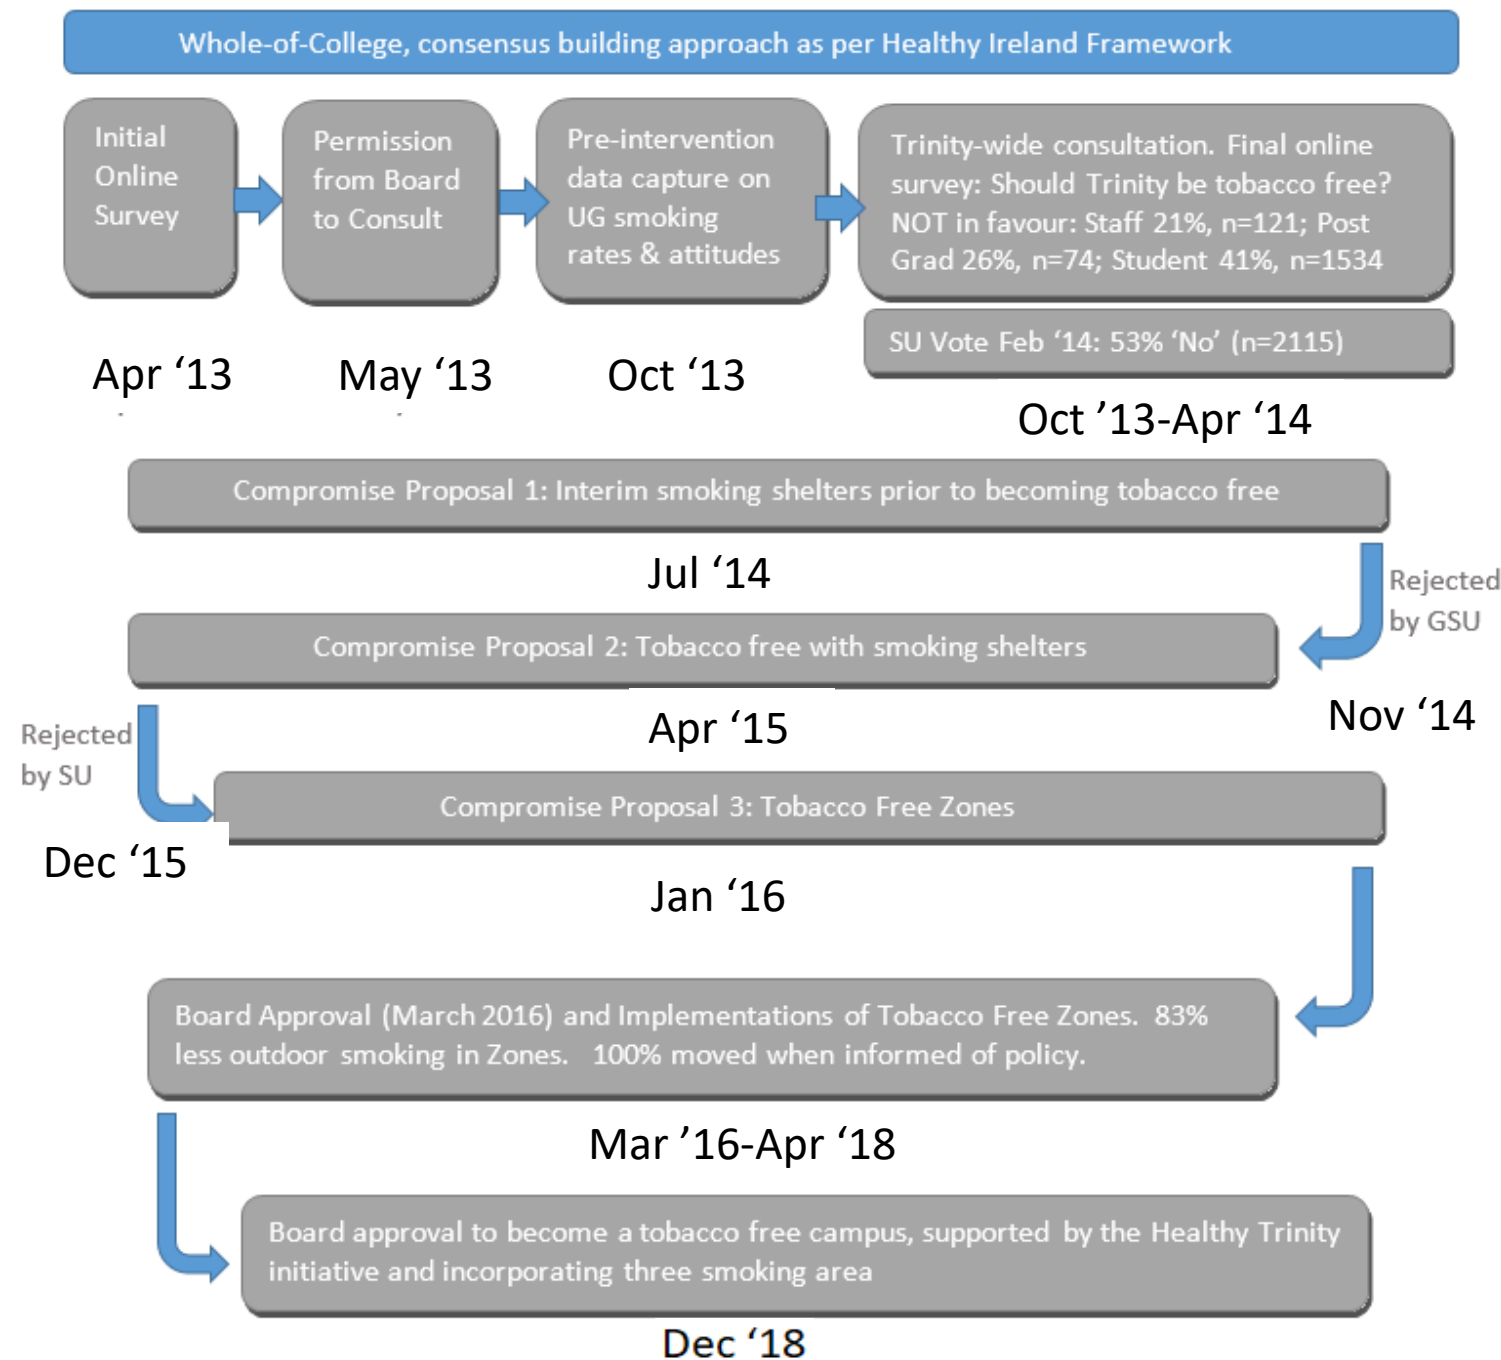 Whole-of-College, consensus building approach as per Healthy Ireland Framework
Initial
Online
Survey
Permission
from Board
to Consult
Pre-intervention
data capture on
UG smoking
rates & attitudes
Trinity-wide consultation. Final online
survey: Should Trinity be tobacco free?
NOT in favour: Staff 21%, n=121; Post
Grad 26%, n=74; Student 41%, n=1534
SU Vote Feb ‘14: 53% ‘No’ (n=2115)
Apr ‘13
May ‘13
Oct ‘13
Oct ’13-Apr ‘14
Compromise Proposal 1: Interim smoking shelters prior to becoming tobacco free
Jul ‘14
Rejected
by GSU
Compromise Proposal 2: Tobacco free with smoking shelters
Nov ‘14
Apr ‘15
Rejected
by SU
Compromise Proposal 3: Tobacco Free Zones
Dec ‘15
Jan ‘16
Board Approval (March 2016) and Implementations of Tobacco Free Zones. 83%
less outdoor smoking in Zones. 100% moved when informed of policy.
Mar ’16-Apr ‘18
Board approval to become a tobacco free campus, supported by the Healthy Trinity
initiative and incorporating three smoking area
Dec ‘18